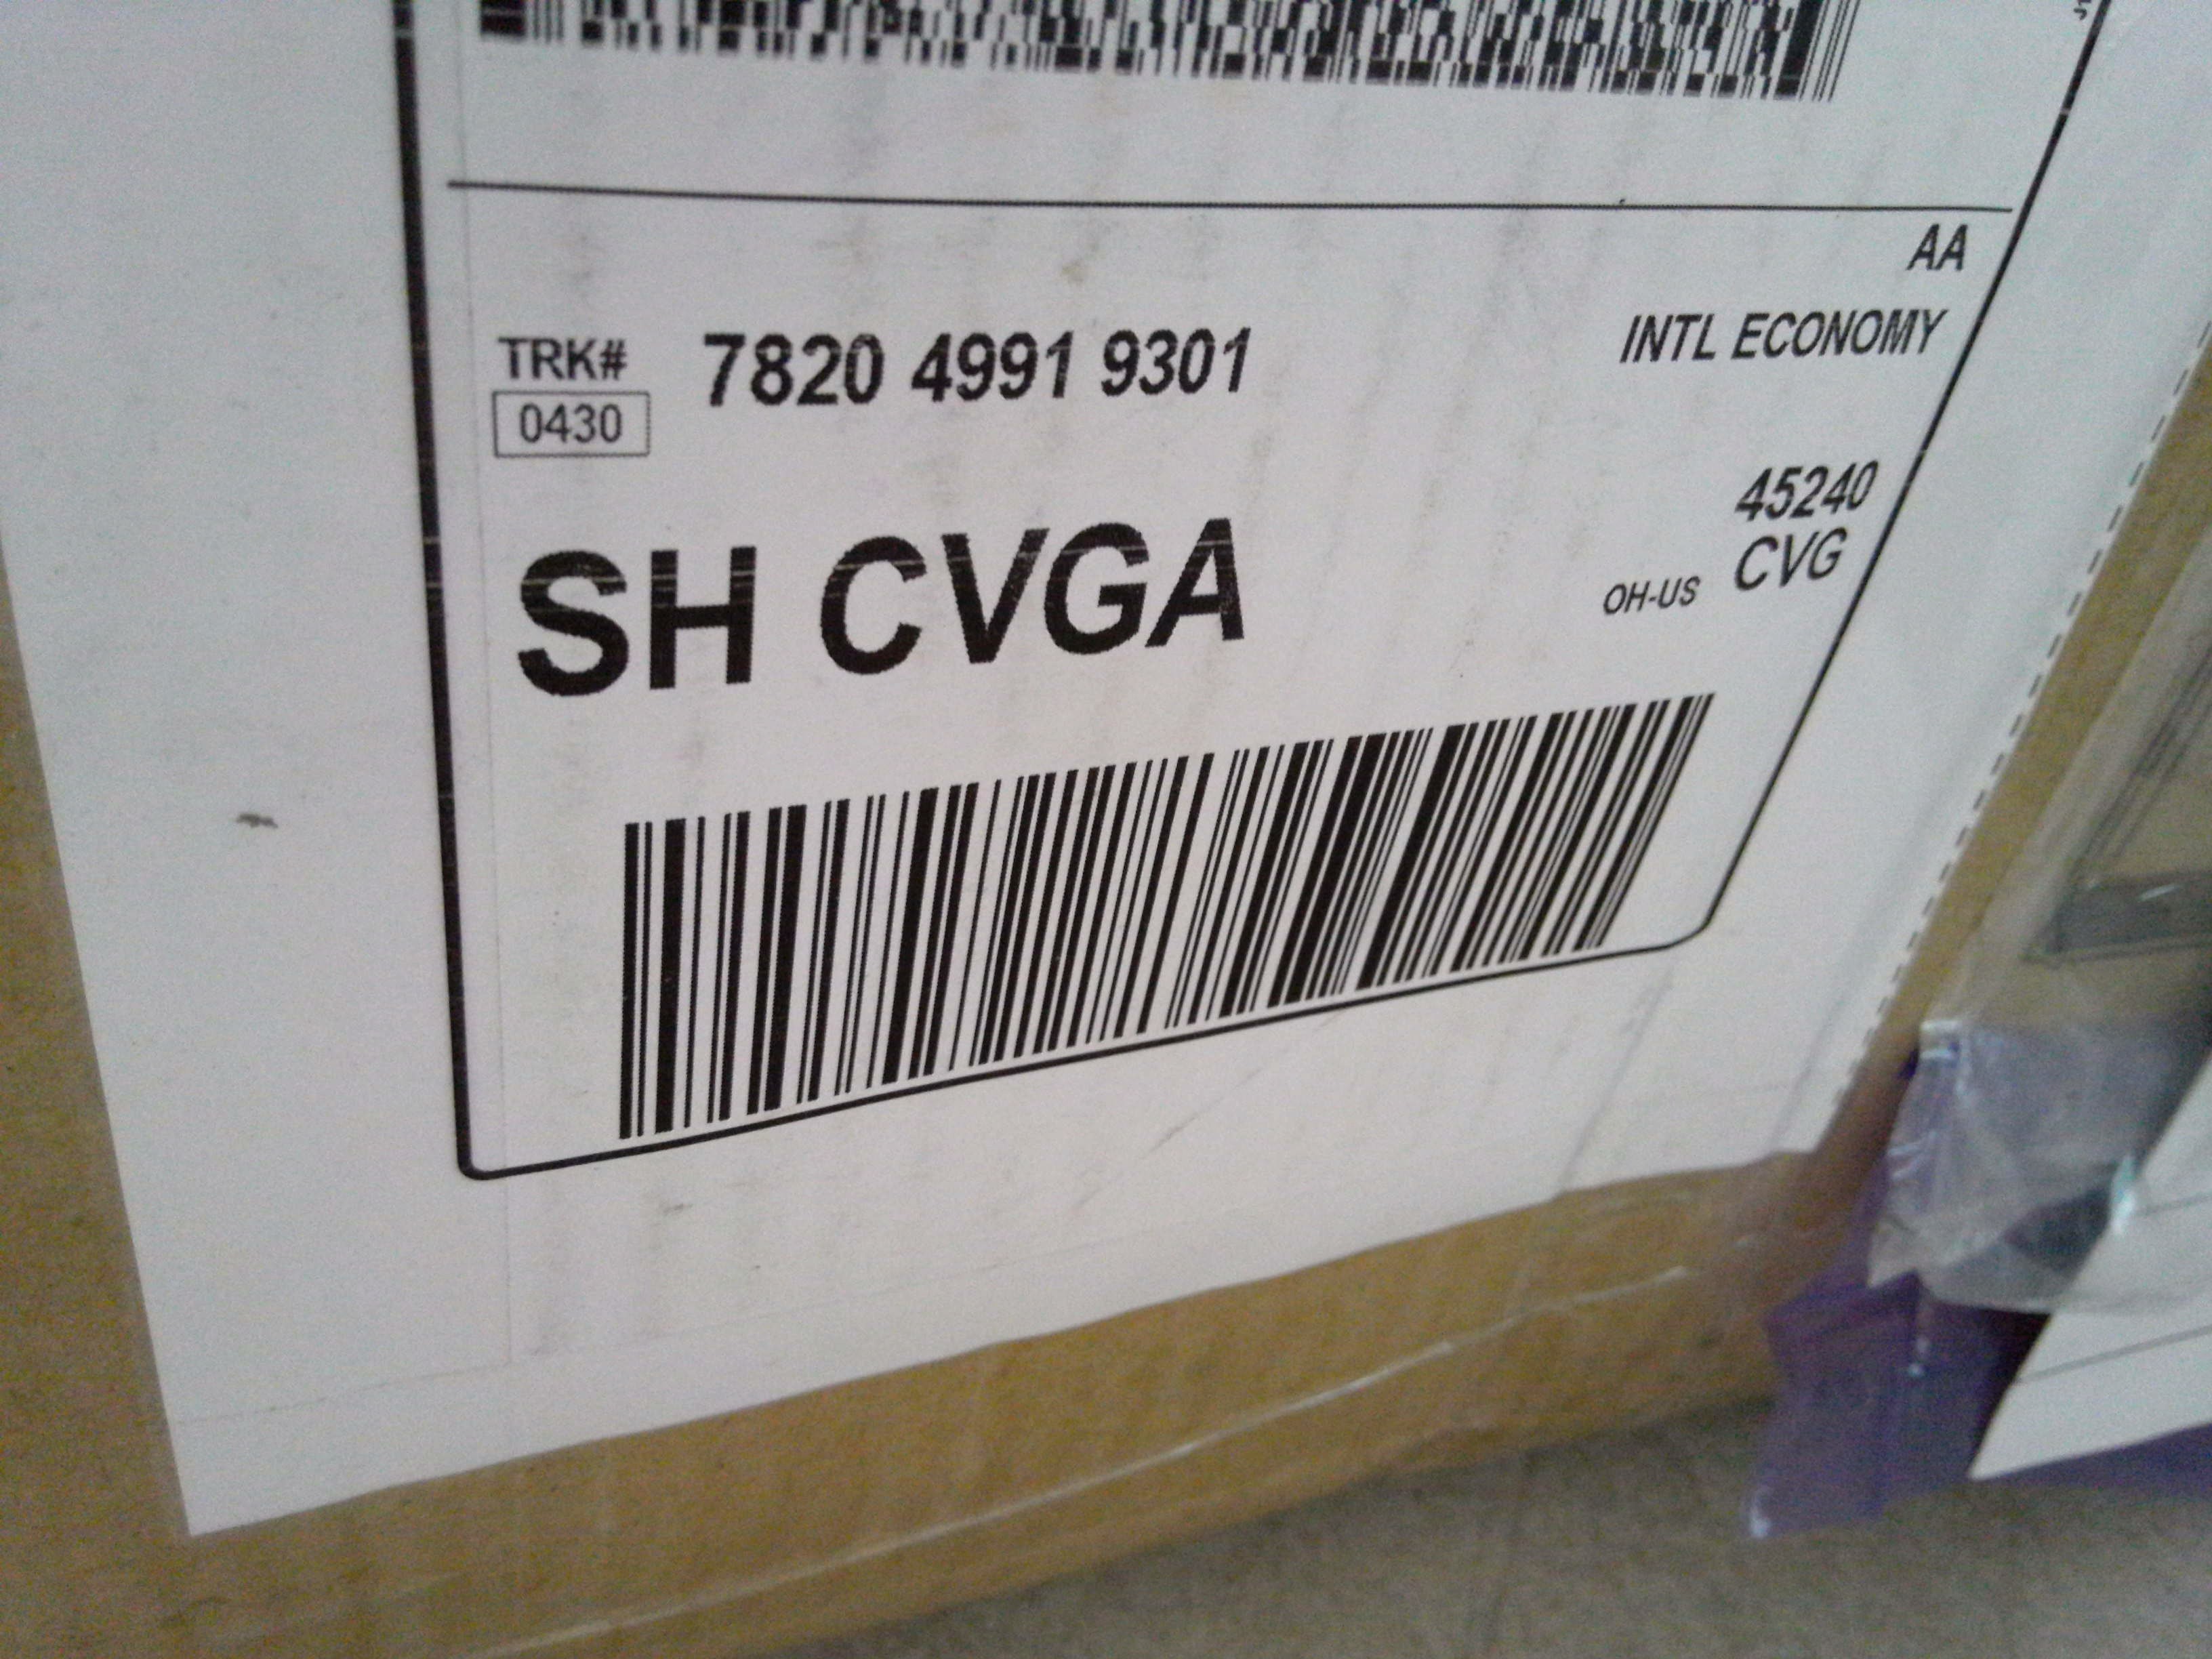 AA
TRK# 7820 4991 9301 INTL ECONOMY
0430
45240
SH CVGA OH-US CVG